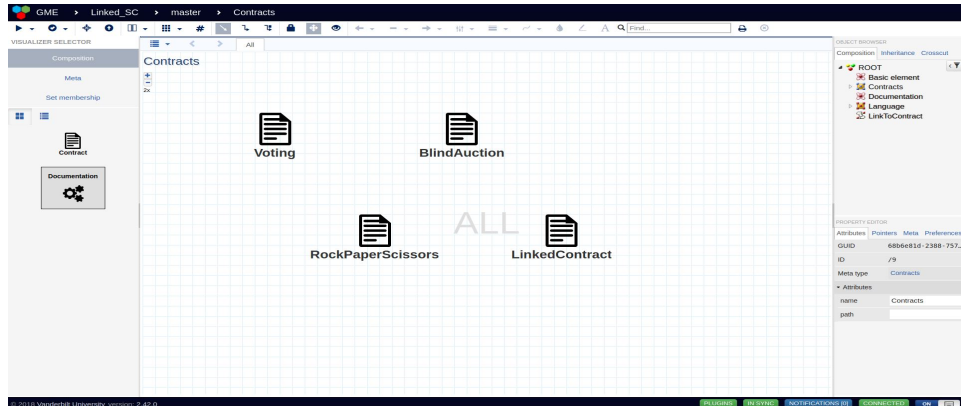 GME > Linked_SC > master > Contracts
Find...
VISUALIZER SELECTOR
Composition
Meta
Set membership
Contract
Documentation
All
Contracts
+
-
2x
ALL
Voting
BlindAuction
RockPaperScissors
LinkedContract
OBJECT BROWSER
Composition Inheritance Crosscut
ROOT
Basic element
Contracts
Documentation
Language
LinkToContract
PROPERTY EDITOR
Attributes Pointers Meta Preferences
GUID 68b6e81d-2388-757...
ID /9
Meta type Contracts
Attributes
name Contracts
path
© 2018 Vanderbilt University version: 2.42.0
PLUGINS IN SYNC NOTIFICATIONS [0] CONNECTED ON